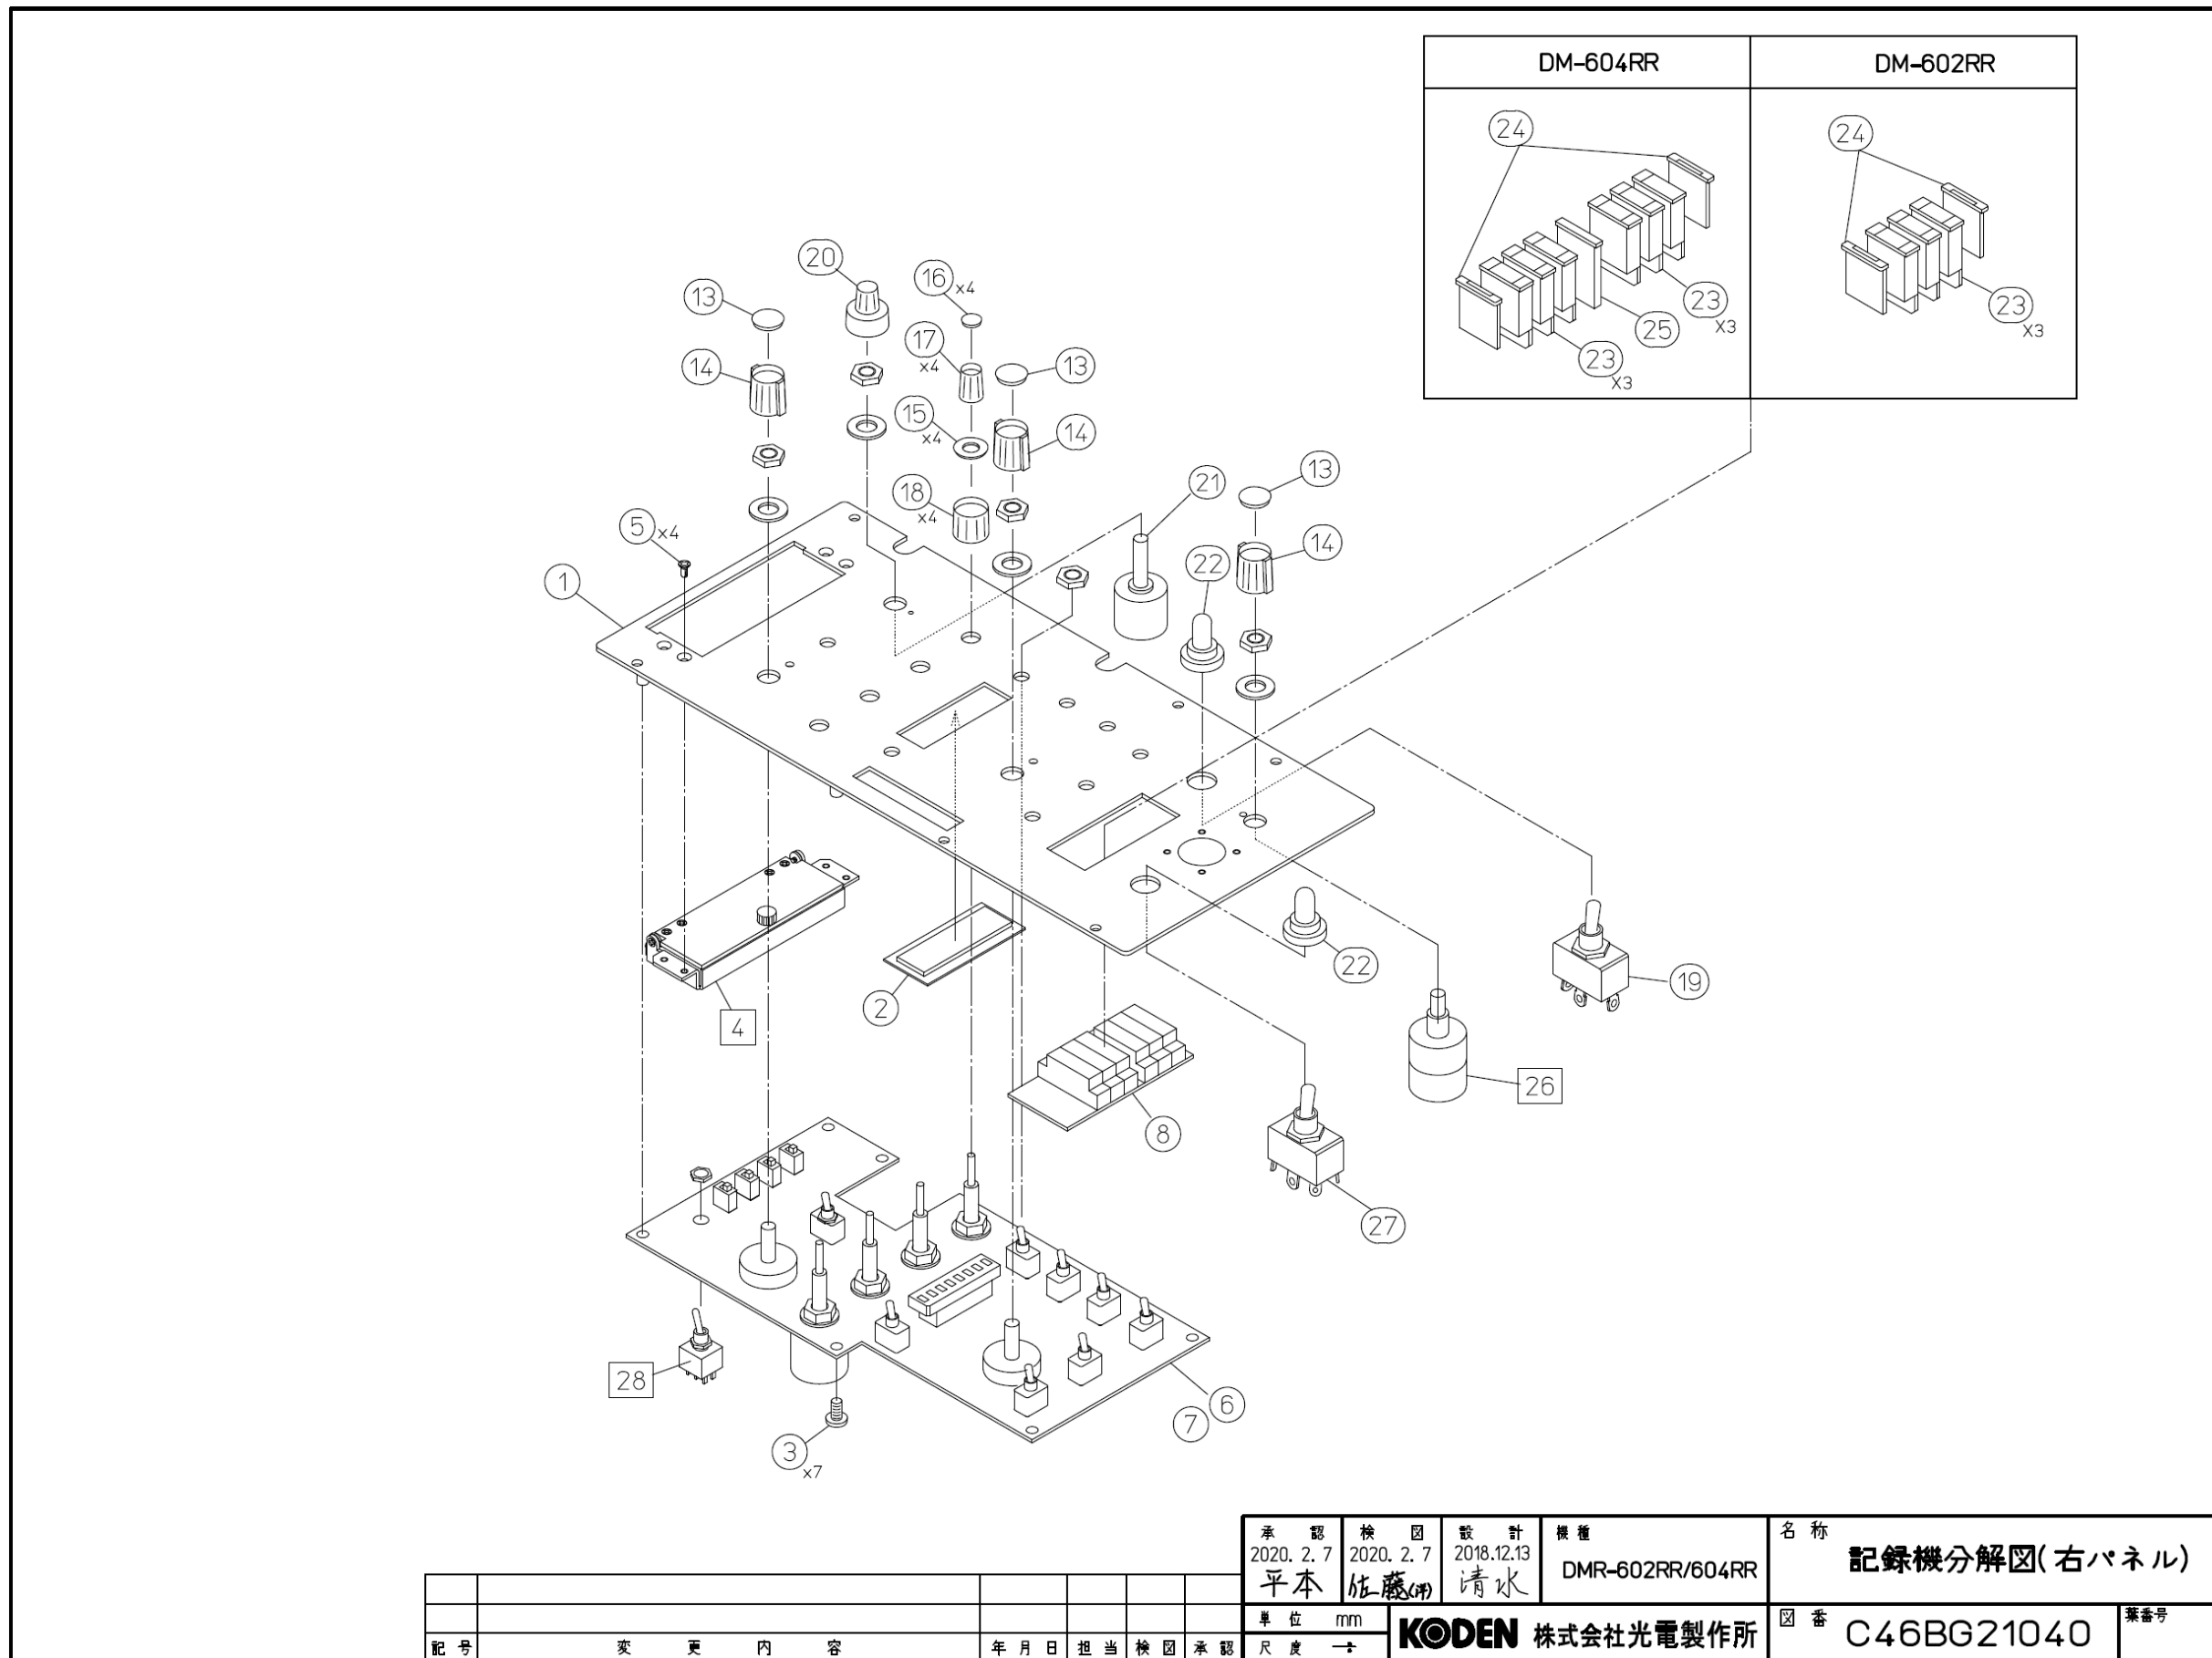 DM-604RR
DM-602RR
24
24
23
X3
25
23
X3
23
X3
20
16
x4
13
17
x4
13
14
15
x4
14
13
21
18
x4
5
x4
14
22
1
22
19
4
2
26
8
27
28
6
7
3
x7
承認
2020. 2. 7
平本
検図
2020. 2. 7
佐藤(洋)
設計
2018.12.13
清水
機種
DMR-602RR/604RR
名称
記録機分解図(右パネル)
単位 mm
尺度
KODEN 株式会社光電製作所
図番
C46BG21040
葉番号
記号 変更内容 年月日 担当 検図 承認